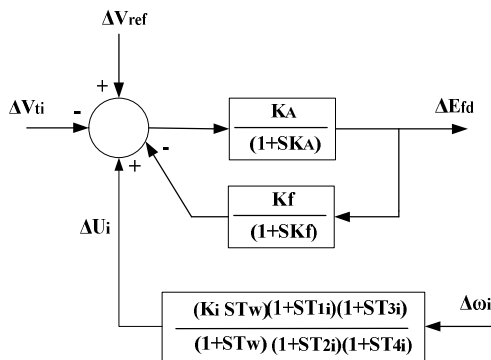 ΔVref
+
ΔVti
-
KA
(1+SKA)
ΔEfd
-
+
Kf
(1+SKf)
ΔUi
(Ki STw)(1+ST1i)(1+ST3i)
(1+STw) (1+ST2i)(1+ST4i)
Δωi